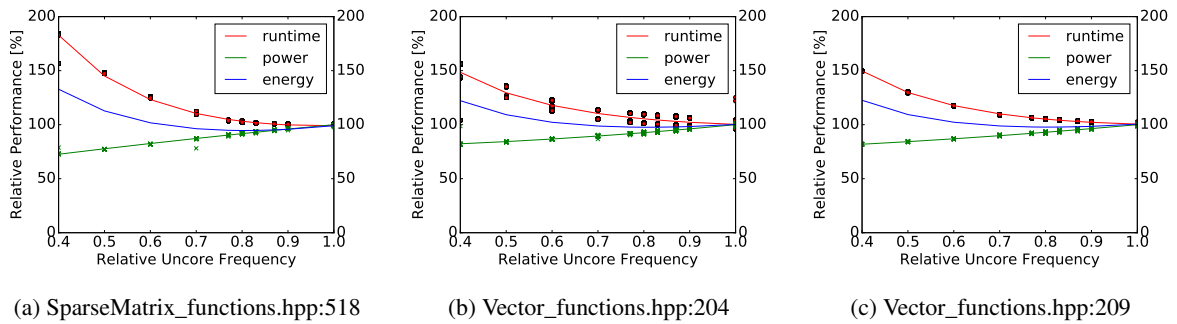 200
150
100
50
0
0.4 0.5 0.6 0.7 0.8 0.9 1.0
Relative Uncore Frequency
Relative Performance [%]
runtime
power
energy
200
150
100
50
0
(a) SparseMatrix_functions.hpp:518
200
150
100
50
0
0.4 0.5 0.6 0.7 0.8 0.9 1.0
Relative Uncore Frequency
Relative Performance [%]
runtime
power
energy
200
150
100
50
0
(b) Vector_functions.hpp:204
200
150
100
50
0
0.4 0.5 0.6 0.7 0.8 0.9 1.0
Relative Uncore Frequency
Relative Performance [%]
runtime
power
energy
200
150
100
50
0
(c) Vector_functions.hpp:209